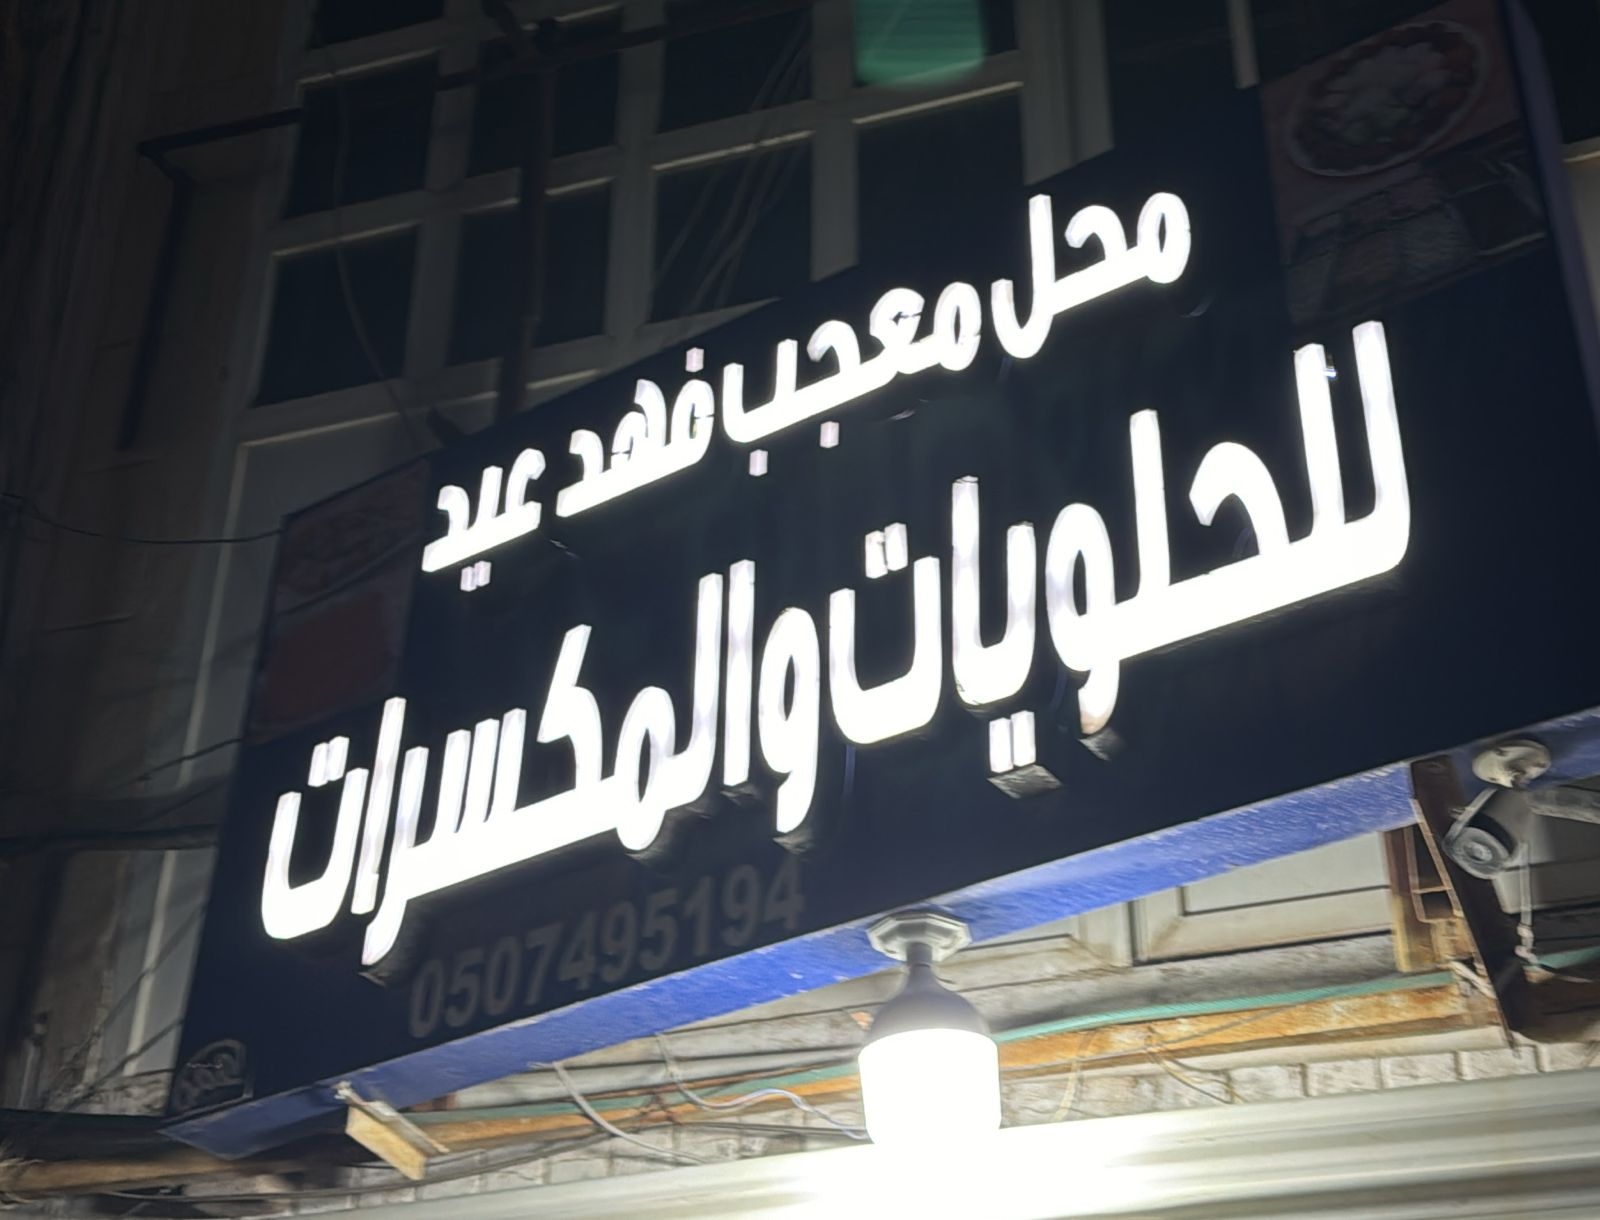 محل معجب فهد عيد
للحلويات والمكسرات
0507495194